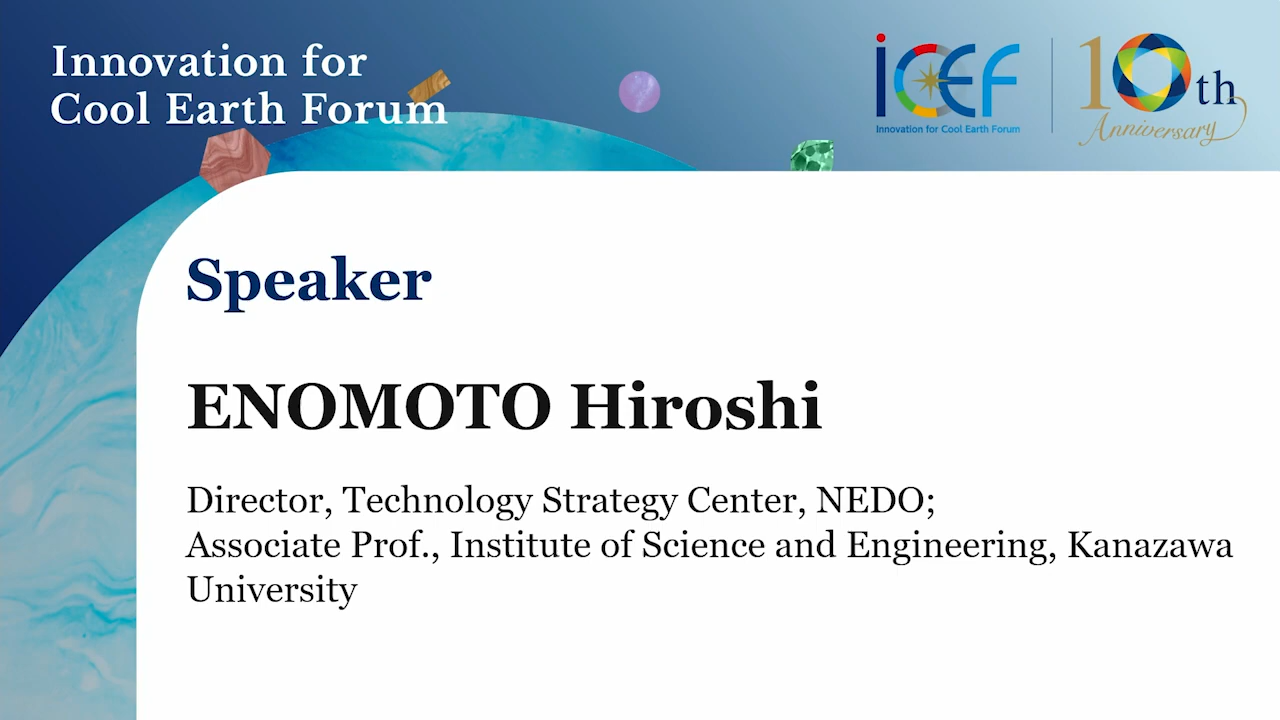 Innovation for
Cool Earth Forum
iCEF
Innovation for Cool Earth Forum
10th
Anniversary
Speaker
ENOMOTO Hiroshi
Director, Technology Strategy Center, NEDO;
Associate Prof., Institute of Science and Engineering, Kanazawa
University